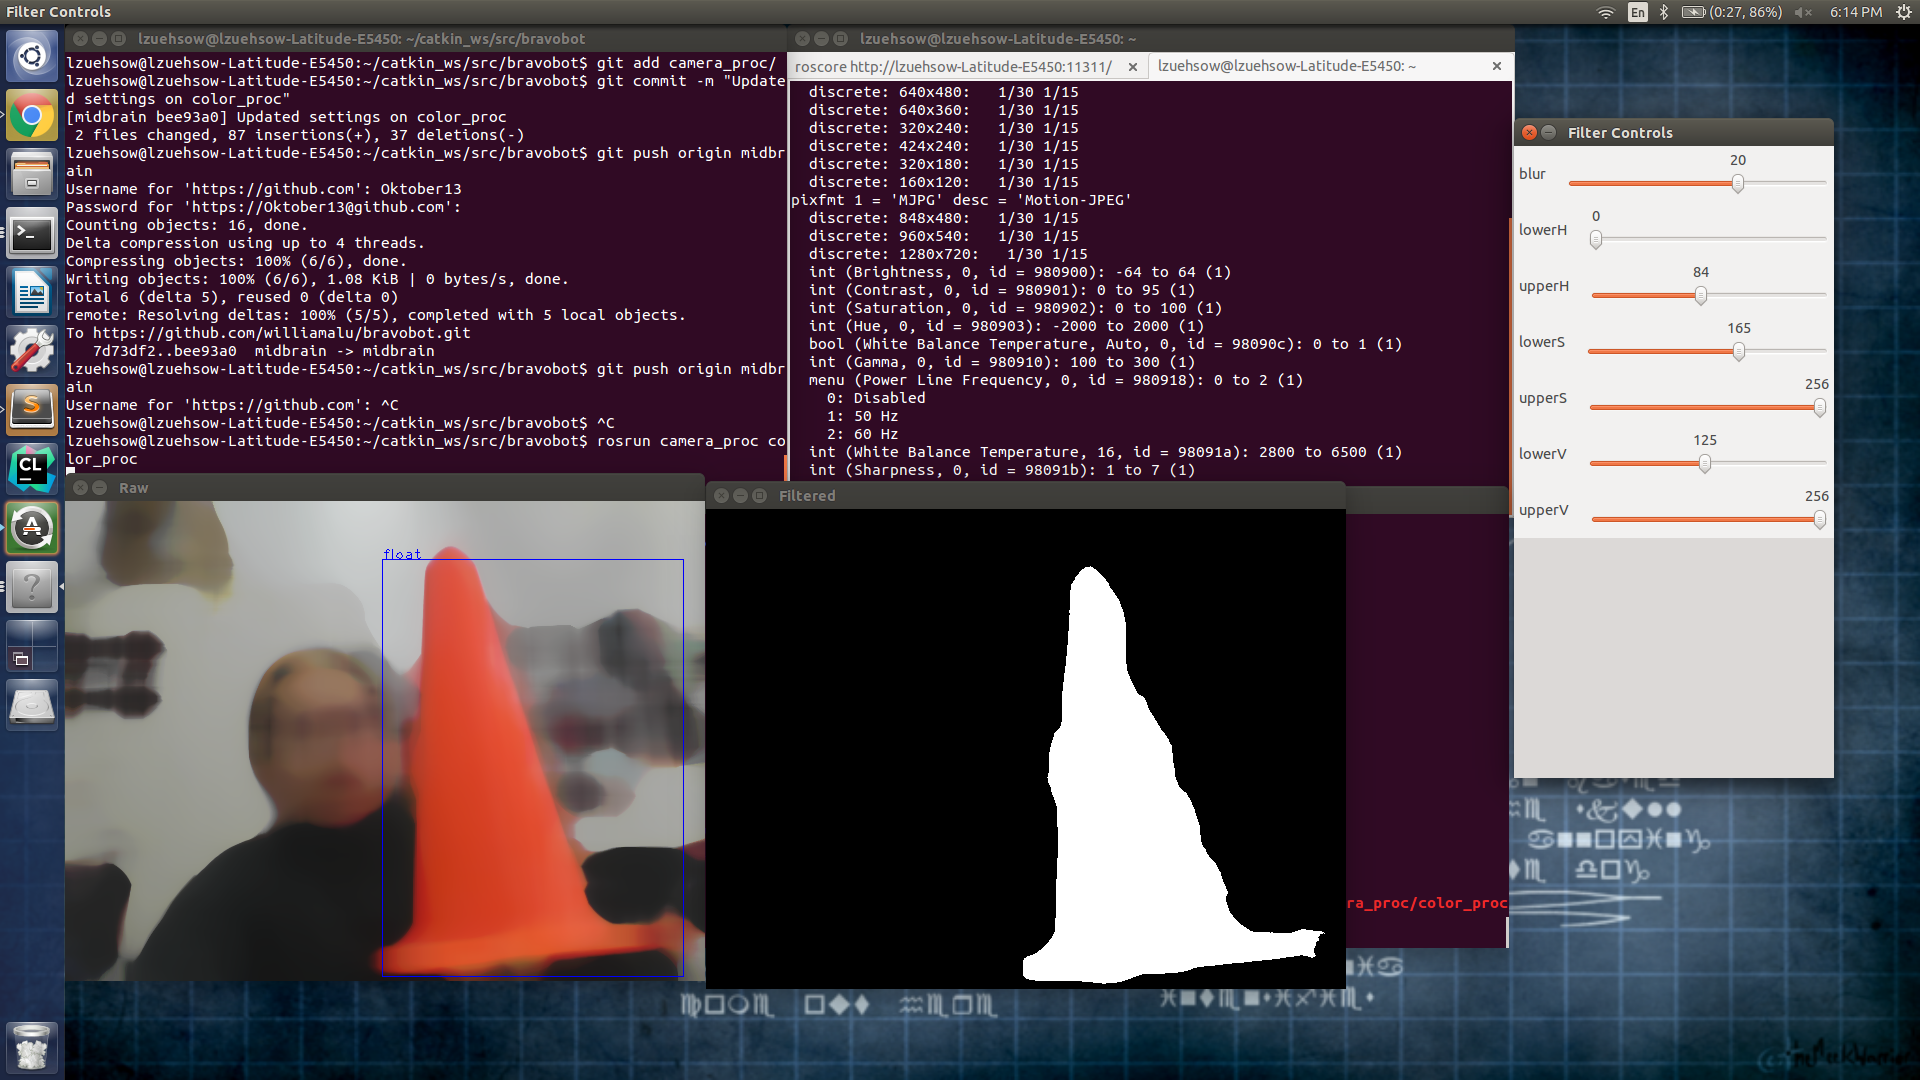 Filter Controls
En
(0:27, 86%)
6:14 PM
lzuehsow@lzuehsow-Latitude-E5450: ~/catkin_ws/src/bravobot
lzuehsow@lzuehsow-Latitude-E5450:~/catkin_ws/src/bravobot$ git add camera_proc/
lzuehsow@lzuehsow-Latitude-E5450:~/catkin_ws/src/bravobot$ git commit -m "Update
d settings on color_proc"
[midbrain bee93a0] Updated settings on color_proc
2 files changed, 87 insertions(+), 37 deletions(-)
lzuehsow@lzuehsow-Latitude-E5450:~/catkin_ws/src/bravobot$ git push origin midbr
ain
Username for 'https://github.com': Oktober13
Password for 'https://Oktober13@github.com':
Counting objects: 16, done.
Delta compression using up to 4 threads.
Compressing objects: 100% (6/6), done.
Writing objects: 100% (6/6), 1.08 KiB | 0 bytes/s, done.
Total 6 (delta 5), reused 0 (delta 0)
remote: Resolving deltas: 100% (5/5), completed with 5 local objects.
To https://github.com/williamalu/bravobot.git
7d73df2..bee93a0  midbrain -> midbrain
lzuehsow@lzuehsow-Latitude-E5450:~/catkin_ws/src/bravobot$ git push origin midbr
ain
Username for 'https://github.com': ^C
lzuehsow@lzuehsow-Latitude-E5450:~/catkin_ws/src/bravobot$ ^C
lzuehsow@lzuehsow-Latitude-E5450:~/catkin_ws/src/bravobot$ rosrun camera_proc co
lor_proc
lzuehsow@lzuehsow-Latitude-E5450: ~
roscore http://lzuehsow-Latitude-E5450:11311/
lzuehsow@lzuehsow-Latitude-E5450: ~
discrete: 640x480:   1/30 1/15
discrete: 640x360:   1/30 1/15
discrete: 320x240:   1/30 1/15
discrete: 424x240:   1/30 1/15
discrete: 320x180:   1/30 1/15
discrete: 160x120:   1/30 1/15
pixfmt 1 = 'MJPG' desc = 'Motion-JPEG'
discrete: 848x480:   1/30 1/15
discrete: 960x540:   1/30 1/15
discrete: 1280x720:   1/30 1/15
int (Brightness, 0, id = 980900): -64 to 64 (1)
int (Contrast, 0, id = 980901): 0 to 95 (1)
int (Saturation, 0, id = 980902): 0 to 100 (1)
int (Hue, 0, id = 980903): -2000 to 2000 (1)
bool (White Balance Temperature, Auto, 0, id = 98090c): 0 to 1 (1)
int (Gamma, 0, id = 980910): 100 to 300 (1)
menu (Power Line Frequency, 0, id = 980918): 0 to 2 (1)
0: Disabled
1: 50 Hz
2: 60 Hz
int (White Balance Temperature, 16, id = 98091a): 2800 to 6500 (1)
int (Sharpness, 0, id = 98091b): 1 to 7 (1)
Filter Controls
blur 20
lowerH 0
upperH 84
lowerS 165
upperS 256
lowerV 125
upperV 256
Raw
float
Filtered
ra_proc/color_proc